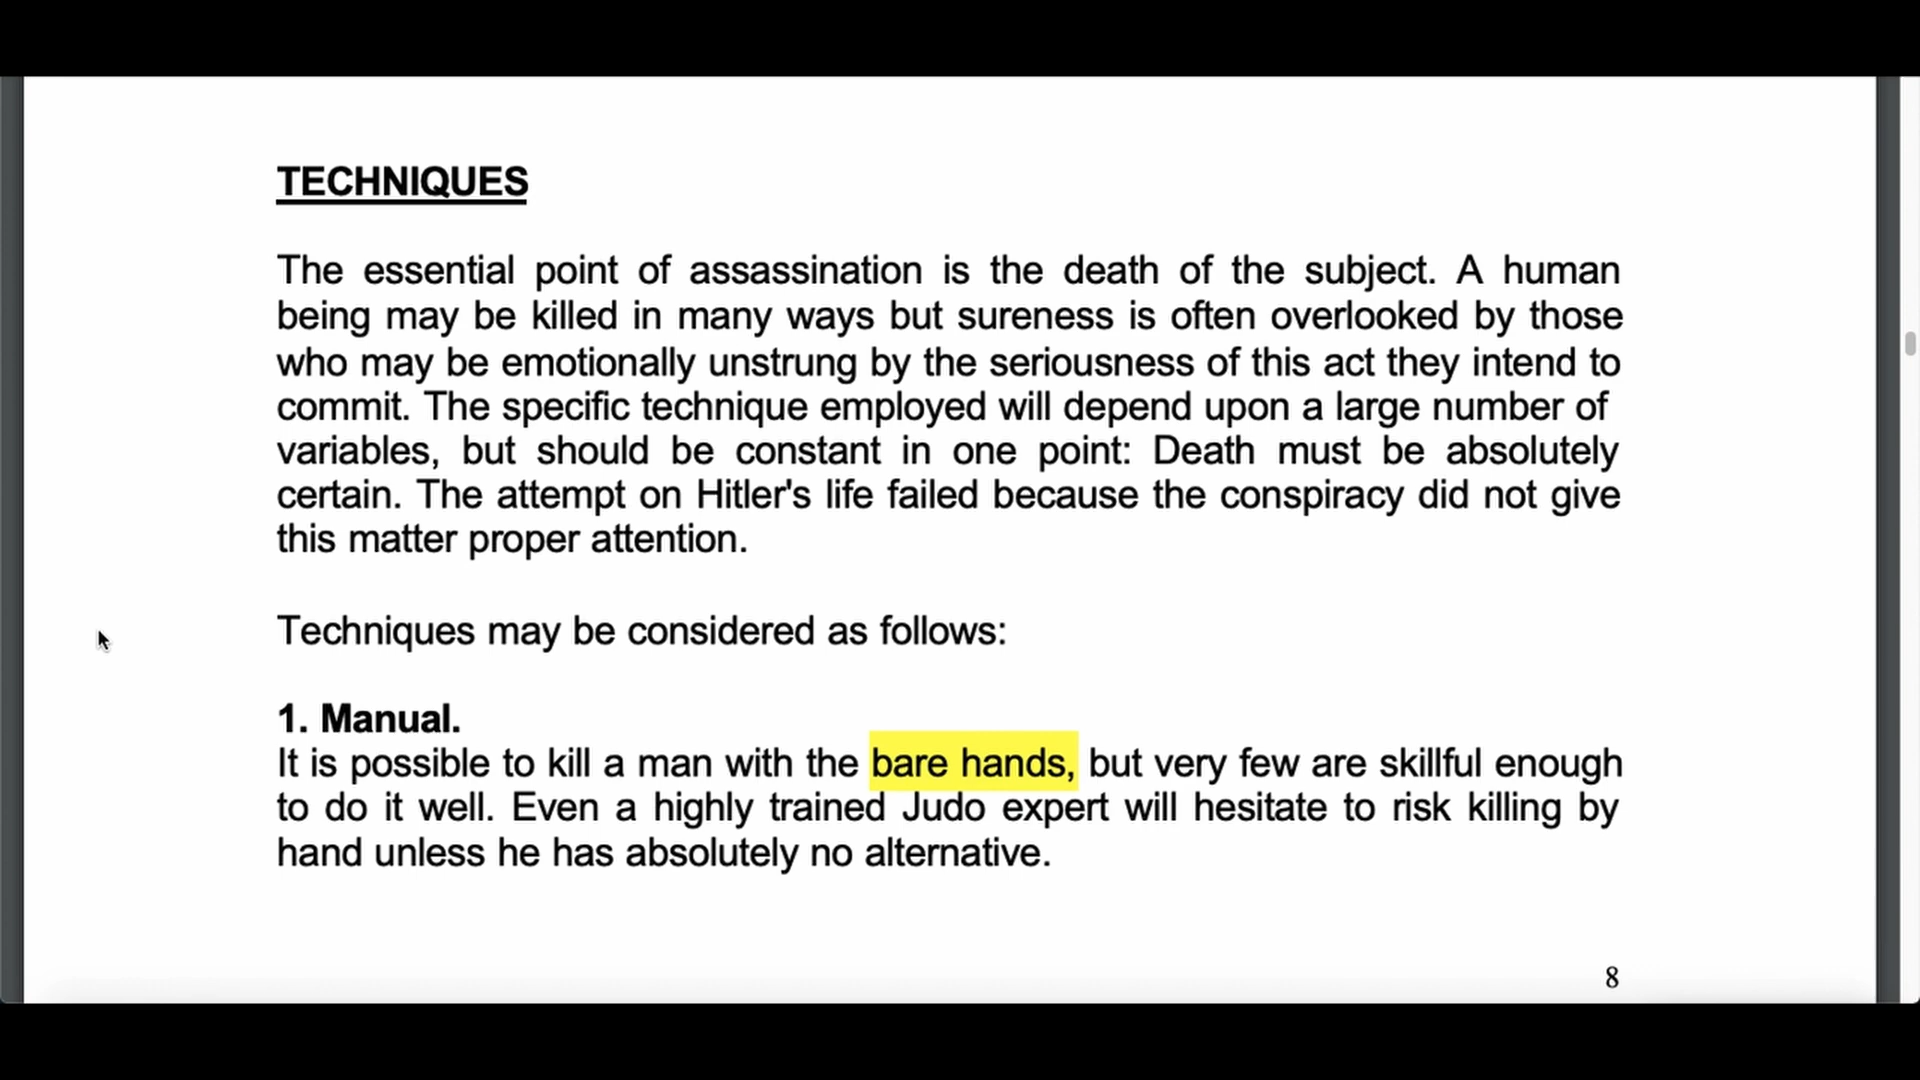 TECHNIQUES
The essential point of assassination is the death of the subject. A human
being may be killed in many ways but sureness is often overlooked by those
who may be emotionally unstrung by the seriousness of this act they intend to
commit. The specific technique employed will depend upon a large number of
variables, but should be constant in one point: Death must be absolutely
certain. The attempt on Hitler's life failed because the conspiracy did not give
this matter proper attention.
Techniques may be considered as follows:
1. Manual.
It is possible to kill a man with the bare hands, but very few are skillful enough
to do it well. Even a highly trained Judo expert will hesitate to risk killing by
hand unless he has absolutely no alternative.
8